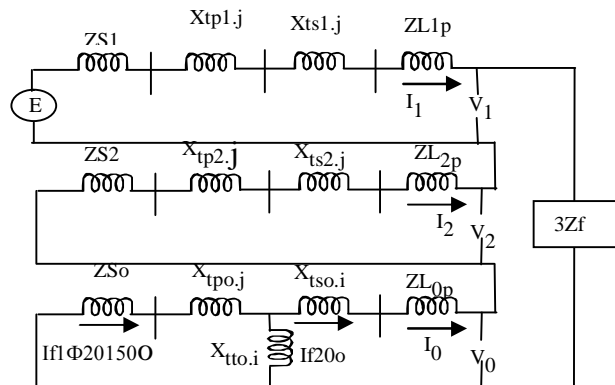 ZS1 Xtp1.j Xts1.j ZL1p
E I1 V1
ZS2 Xtp2.j Xts2.j ZL2p
I2 V2 3Zf
ZSo Xtpo.j Xtso.i ZL0p
If1Φ20150O Xtto.i If20o I0 V0